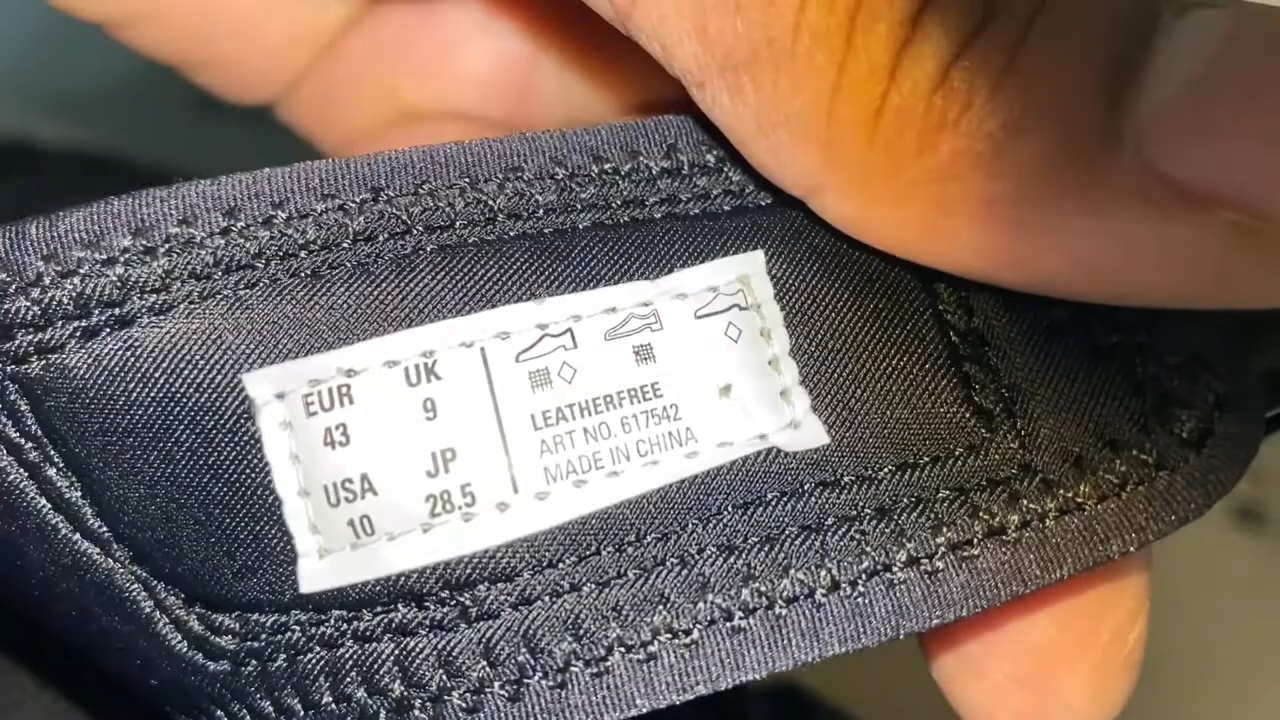 EUR UK
43 9
USA JP
10 28.5
LEATHERFREE
ART NO. 617542
MADE IN CHINA